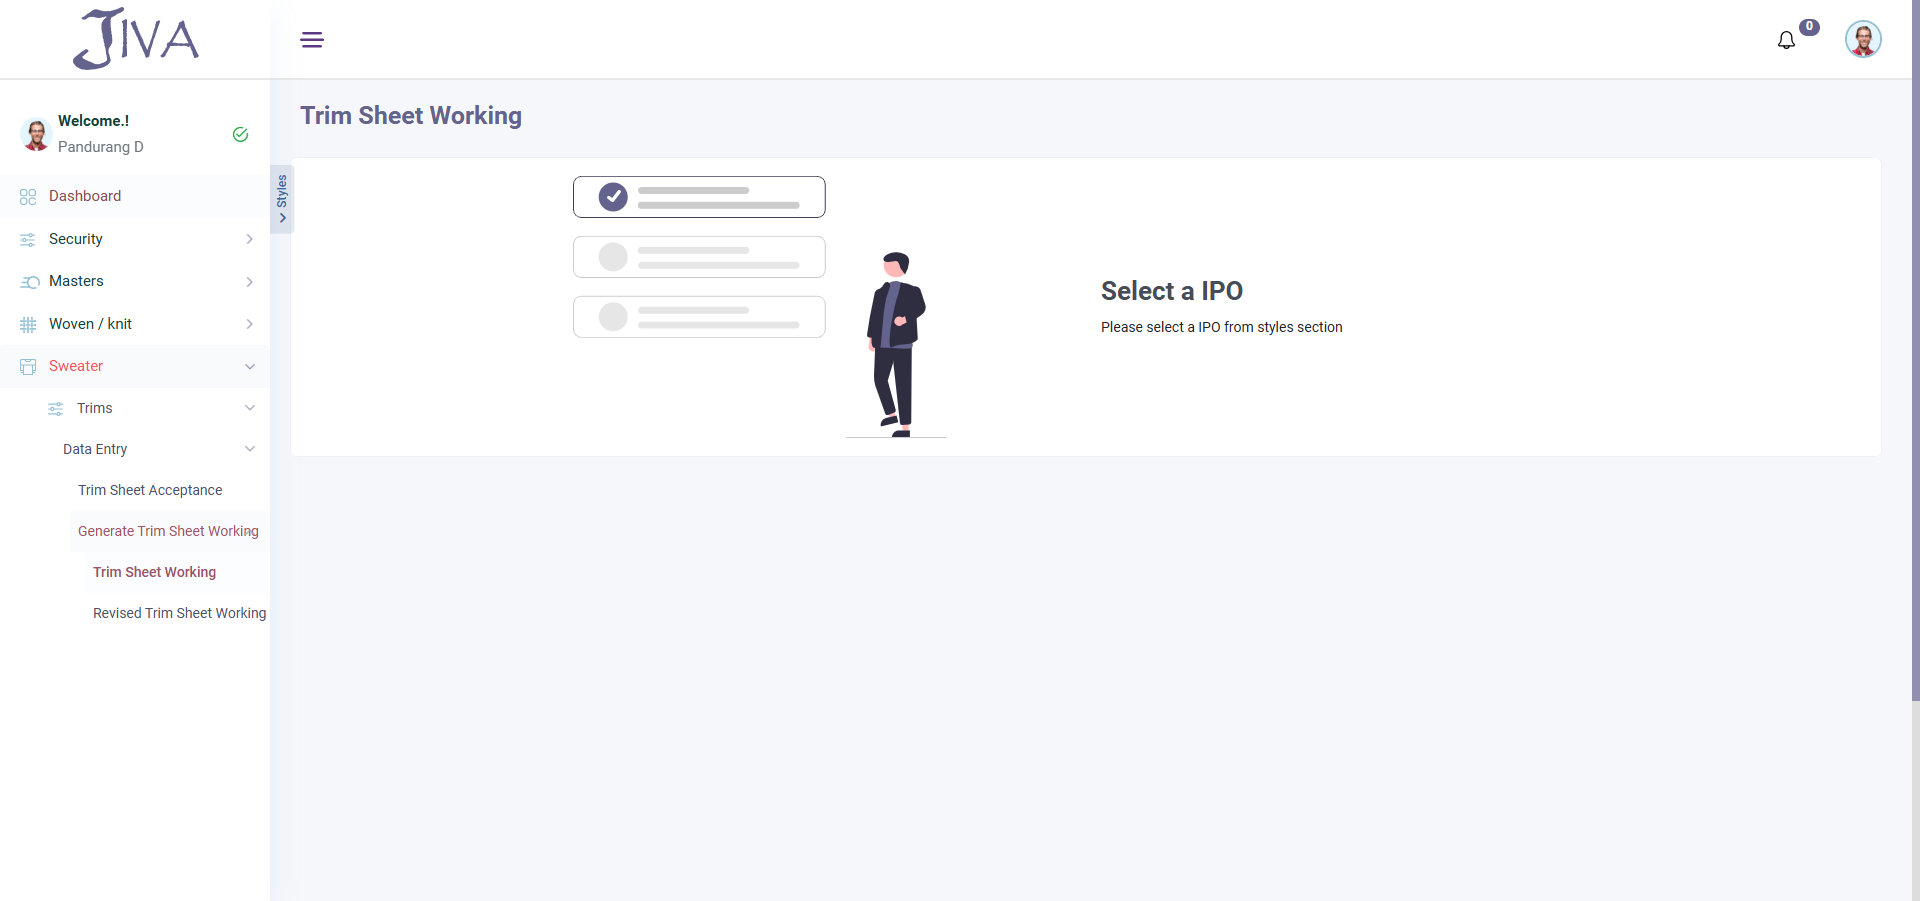 JIVA
0
Welcome.!
Pandurang D
Dashboard
Security
Masters
Woven / knit
Sweater
Trims
Data Entry
Trim Sheet Acceptance
Generate Trim Sheet Working
Trim Sheet Working
Revised Trim Sheet Working
Styles
Trim Sheet Working
Select a IPO
Please select a IPO from styles section